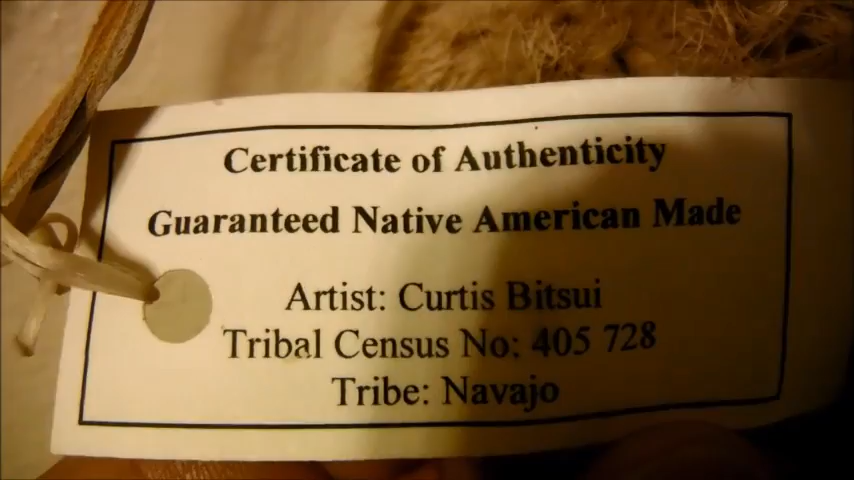 Certificate of Authenticity
Guaranteed Native American Made
Artist: Curtis Bitsui
Tribal Census No: 405 728
Tribe: Navajo